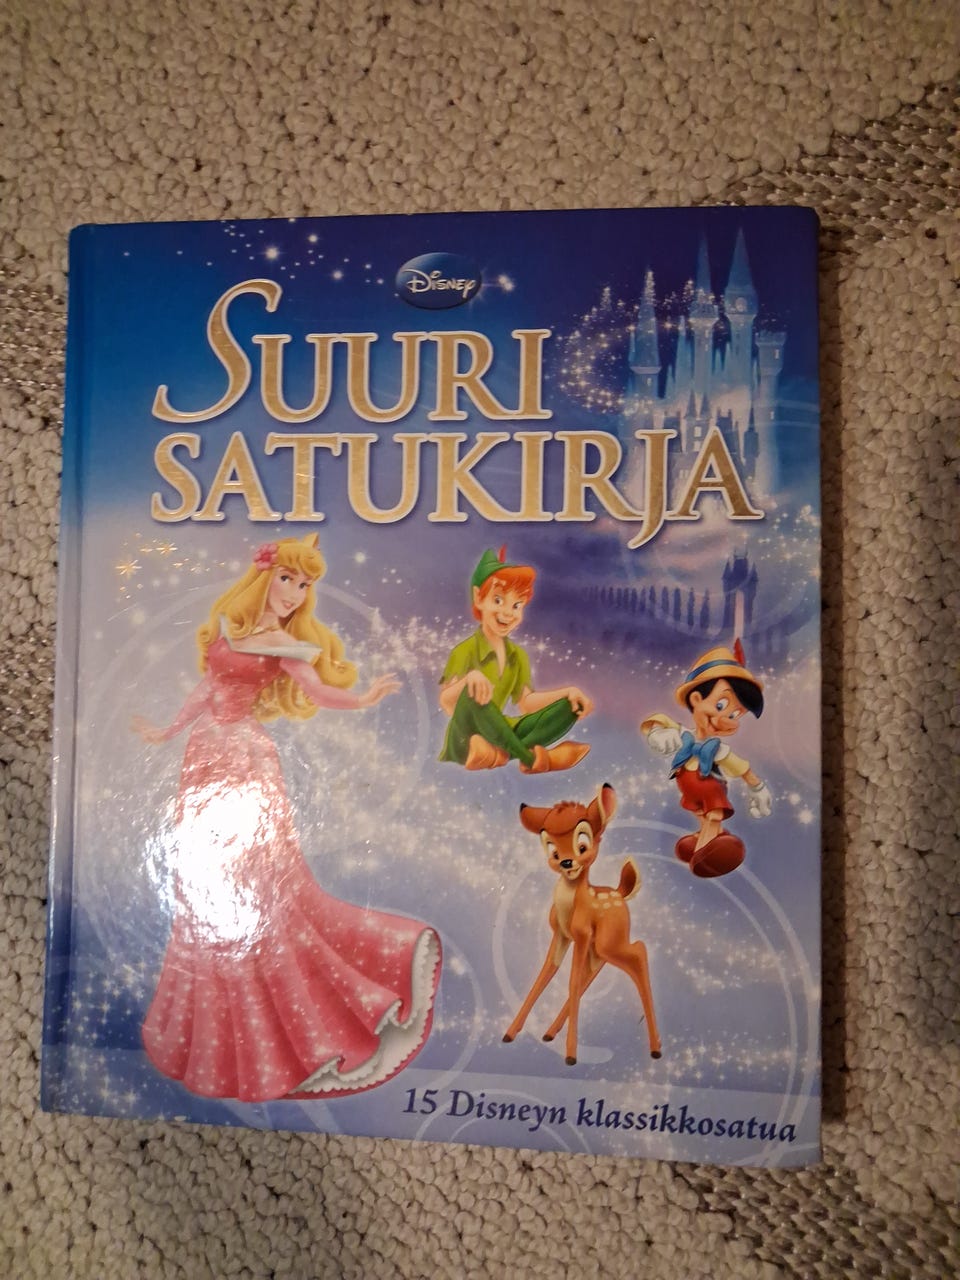 Disney
SUURI
SATUKIRJA
15 Disneyn klassikkosatua